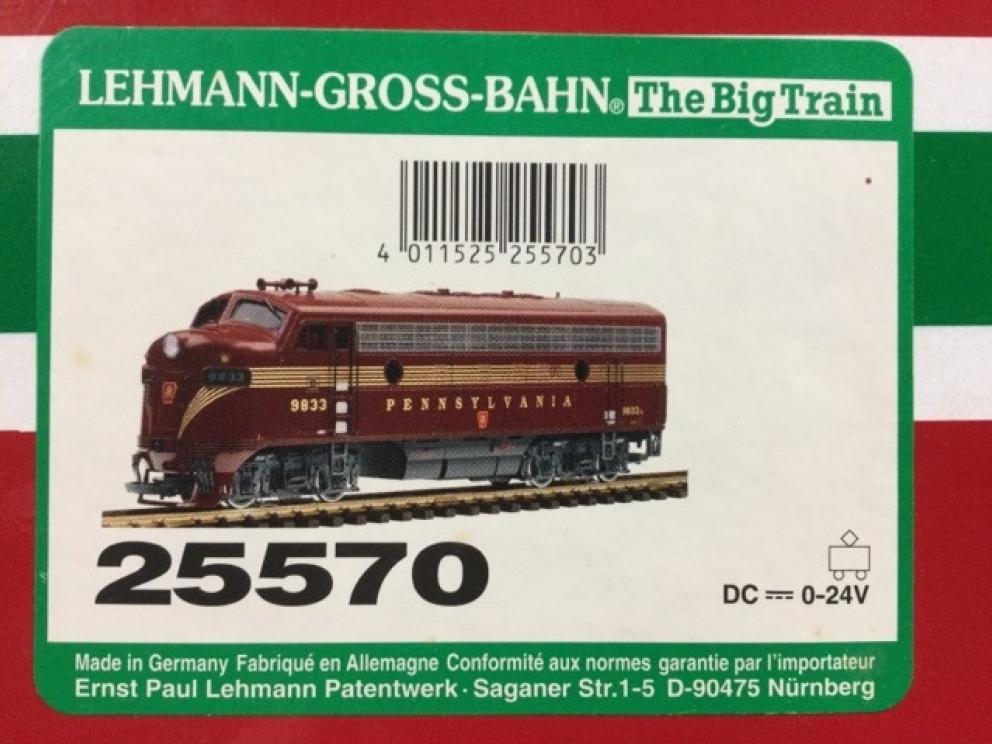 LEHMANN-GROSS-BAHN® The Big Train
4 011525 255703
9833
9833 PENNSYLVANIA 9833
25570
DC 0-24V
Made in Germany Fabriqué en Allemagne Conformité aux normes garantie par l'importateur
Ernst Paul Lehmann Patentwerk · Saganer Str.1-5 D-90475 Nürnberg